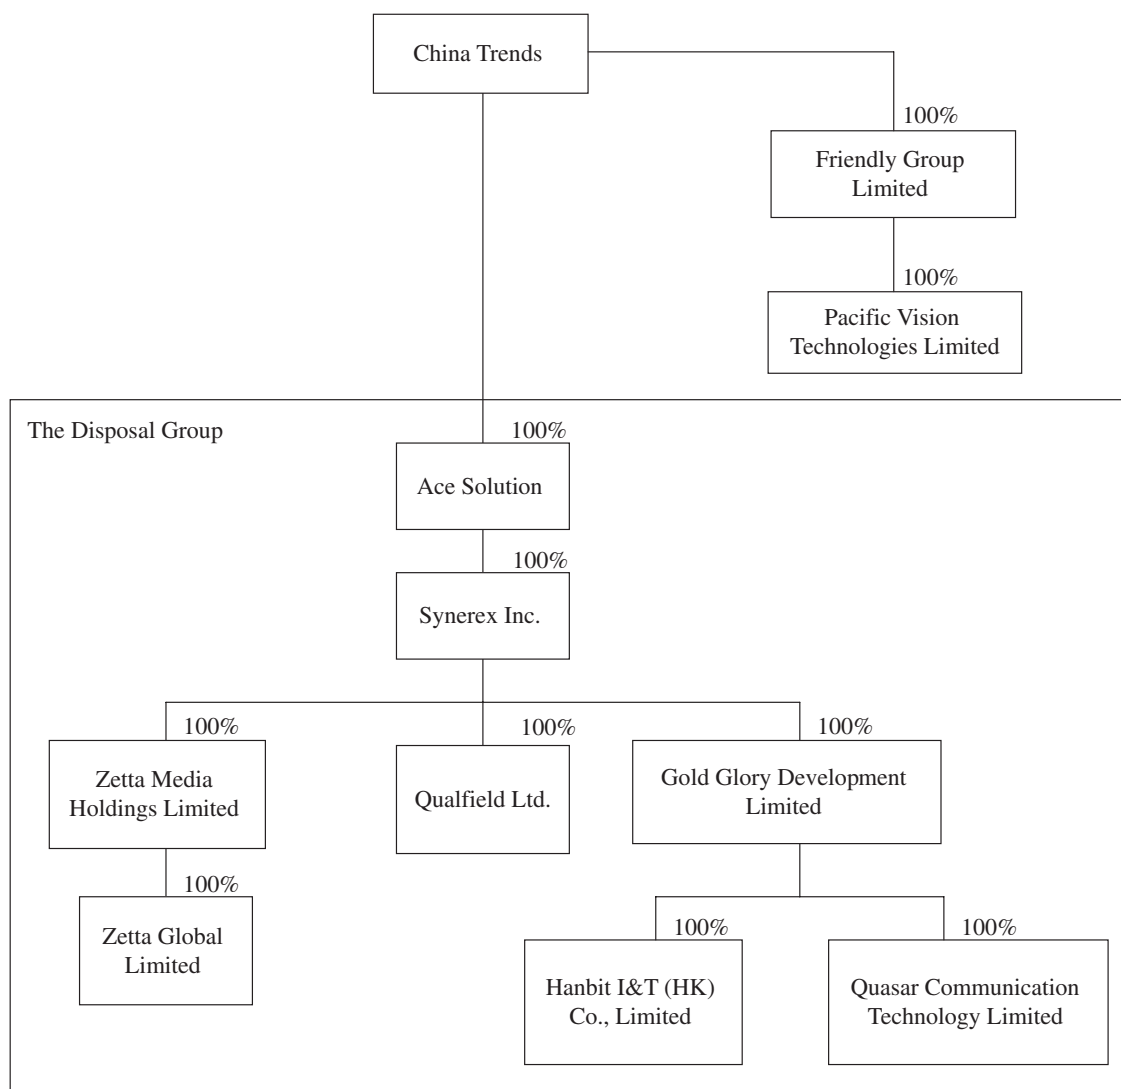 China Trends
100%
Friendly Group
Limited
100%
Pacific Vision
Technologies Limited
The Disposal Group
100%
Ace Solution
100%
Synerex Inc.
100%
100%
100%
Zetta Media
Holdings Limited
Qualfield Ltd.
Gold Glory Development
Limited
100%
Zetta Global
Limited
100%
100%
Hanbit I&T (HK)
Co., Limited
Quasar Communication
Technology Limited